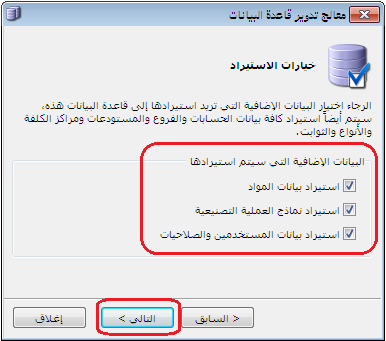 معالج تدوير قاعدة البيانات
خيارات الاستيراد
الرجاء إختيار البيانات الإضافية التي تريد استيرادها إلى قاعدة البيانات هذه،
سيتم أيضاً استيراد كافة بيانات الحسابات والفروع والمستودعات ومراكز الكلفة
والأنواع والثوابت.
البيانات الإضافية التي سيتم استيرادها
استيراد بيانات المواد
استيراد نماذج العملية التصنيعية
استيراد بيانات المستخدمين والصلاحيات
< السابق
التالي >
إغلاق